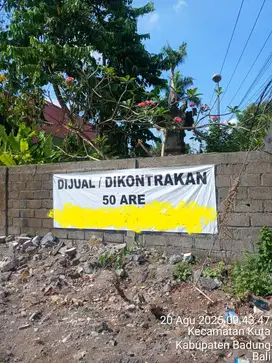 DIJUAL / DIKONTRAKAN
50 ARE
20 Agu 2025 09.43.47
Kecamatan Kuta
Kabupaten Badung
Bali